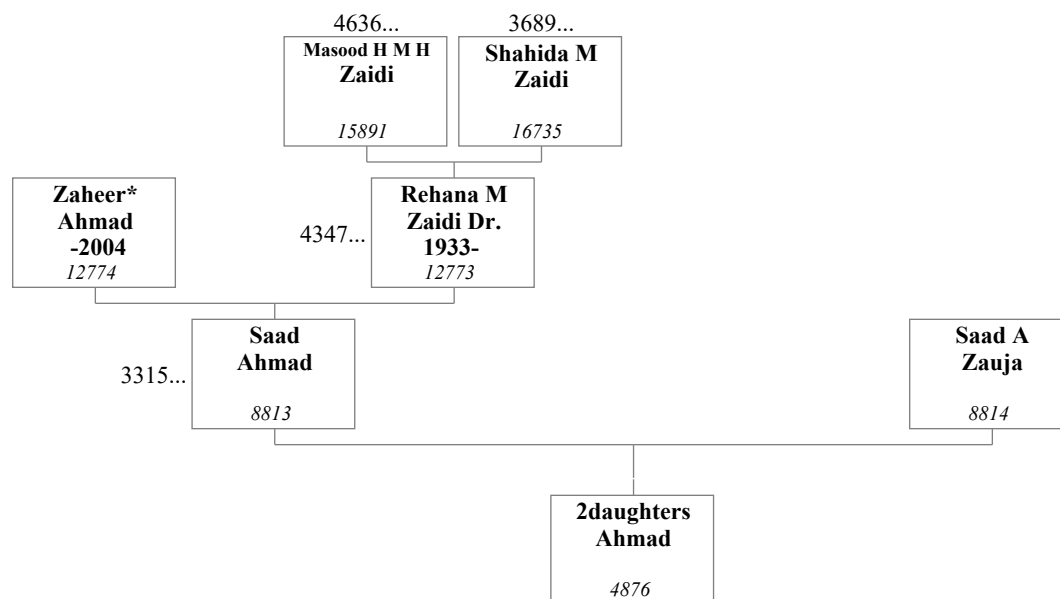 4636...
3689...
Masood H M H
Zaidi
15891
Shahida M
Zaidi
16735
Zaheer*
Ahmad
-2004
12774
4347...
Rehana M
Zaidi Dr.
1933-
12773
3315...
Saad
Ahmad
8813
Saad A
Zauja
8814
2daughters
Ahmad
4876